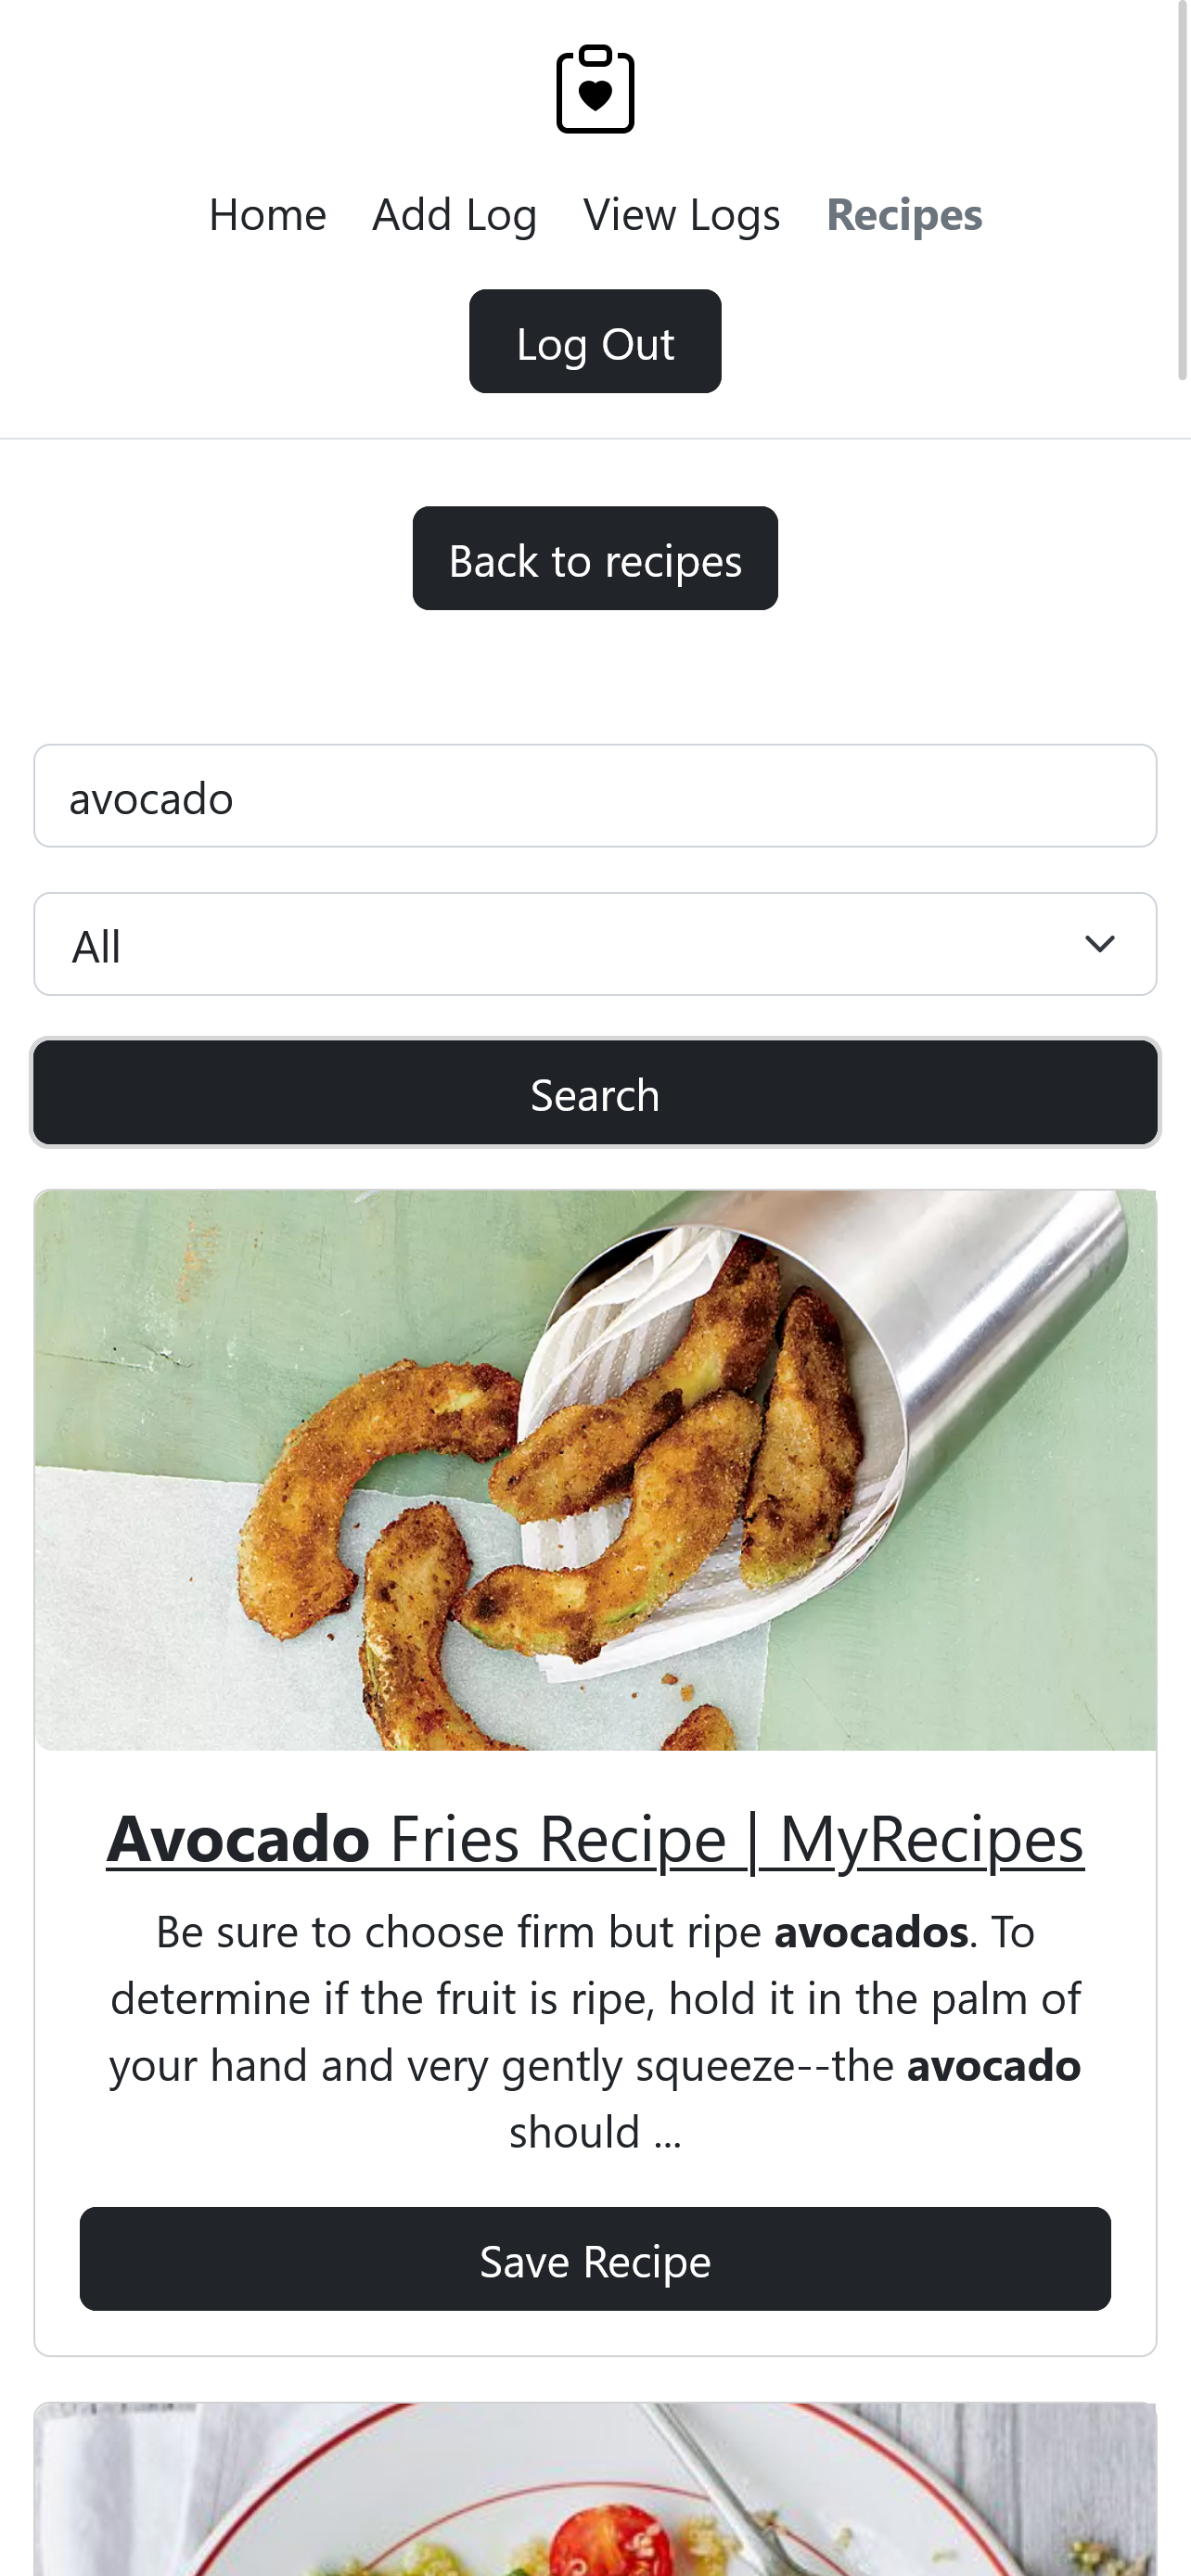 Home Add Log View Logs Recipes
Log Out
Back to recipes
avocado
All
Search
Avocado Fries Recipe | MyRecipes
Be sure to choose firm but ripe avocados. To
determine if the fruit is ripe, hold it in the palm of
your hand and very gently squeeze--the avocado
should ...
Save Recipe